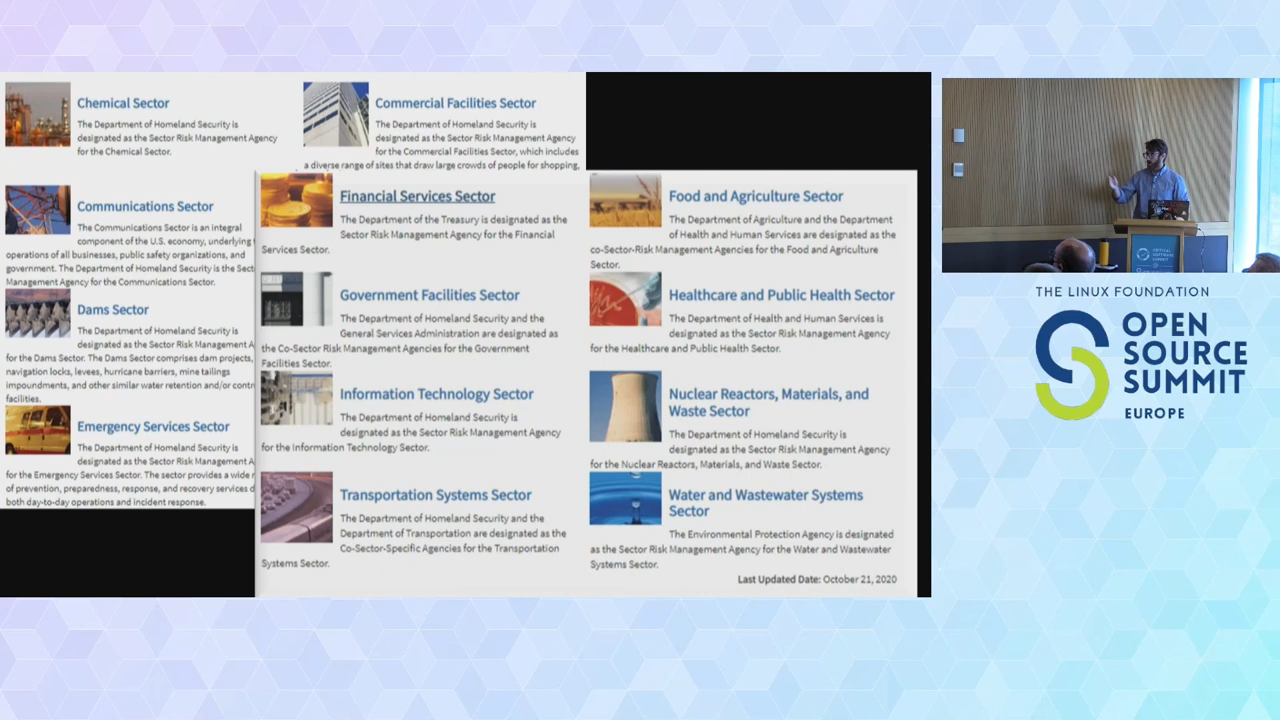 Chemical Sector
The Department of Homeland Security is
designated as the Sector Risk Management Agency
for the Chemical Sector.
Commercial Facilities Sector
The Department of Homeland Security is
designated as the Sector Risk Management Agency
for the Commercial Facilities Sector, which includes
a diverse range of sites that draw large crowds of people for shopping,
Communications Sector
The Communications Sector is an integral
component of the U.S. economy, underlying
operations of all businesses, public safety organizations, and
government. The Department of Homeland Security is the Sect
Management Agency for the Communications Sector.
Dams Sector
The Department of Homeland Security is
designated as the Sector Risk Management A
for the Dams Sector. The Dams Sector comprises dam projects,
navigation locks, levees, hurricane barriers, mine tailings
impoundments, and other similar water retention and/or contr
facilities.
Emergency Services Sector
The Department of Homeland Security is
designated as the Sector Risk Management A
for the Emergency Services Sector. The sector provides a wide r
of prevention, preparedness, response, and recovery services d
both day-to-day operations and incident response.
Financial Services Sector
The Department of the Treasury is designated as the
Sector Risk Management Agency for the Financial
Services Sector.
Food and Agriculture Sector
The Department of Agriculture and the Department
of Health and Human Services are designated as the
co-Sector-Risk Management Agencies for the Food and Agriculture
Sector.
Government Facilities Sector
The Department of Homeland Security and the
General Services Administration are designated as
the Co-Sector Risk Management Agencies for the Government
Facilities Sector.
Healthcare and Public Health Sector
The Department of Health and Human Services is
designated as the Sector Risk Management Agency
for the Healthcare and Public Health Sector.
Information Technology Sector
The Department of Homeland Security is
designated as the Sector Risk Management Agency
for the Information Technology Sector.
Nuclear Reactors, Materials, and
Waste Sector
The Department of Homeland Security is
designated as the Sector Risk Management Agency
for the Nuclear Reactors, Materials, and Waste Sector.
Transportation Systems Sector
The Department of Homeland Security and the
Department of Transportation are designated as the
Co-Sector-Specific Agencies for the Transportation
Systems Sector.
Water and Wastewater Systems
Sector
The Environmental Protection Agency is designated
as the Sector Risk Management Agency for the Water and Wastewater
Systems Sector.
Last Updated Date: October 21, 2020
CRITICAL
SOFTWARE
SUMMIT
THE LINUX FOUNDATION
OPEN
SOURCE
SUMMIT
EUROPE